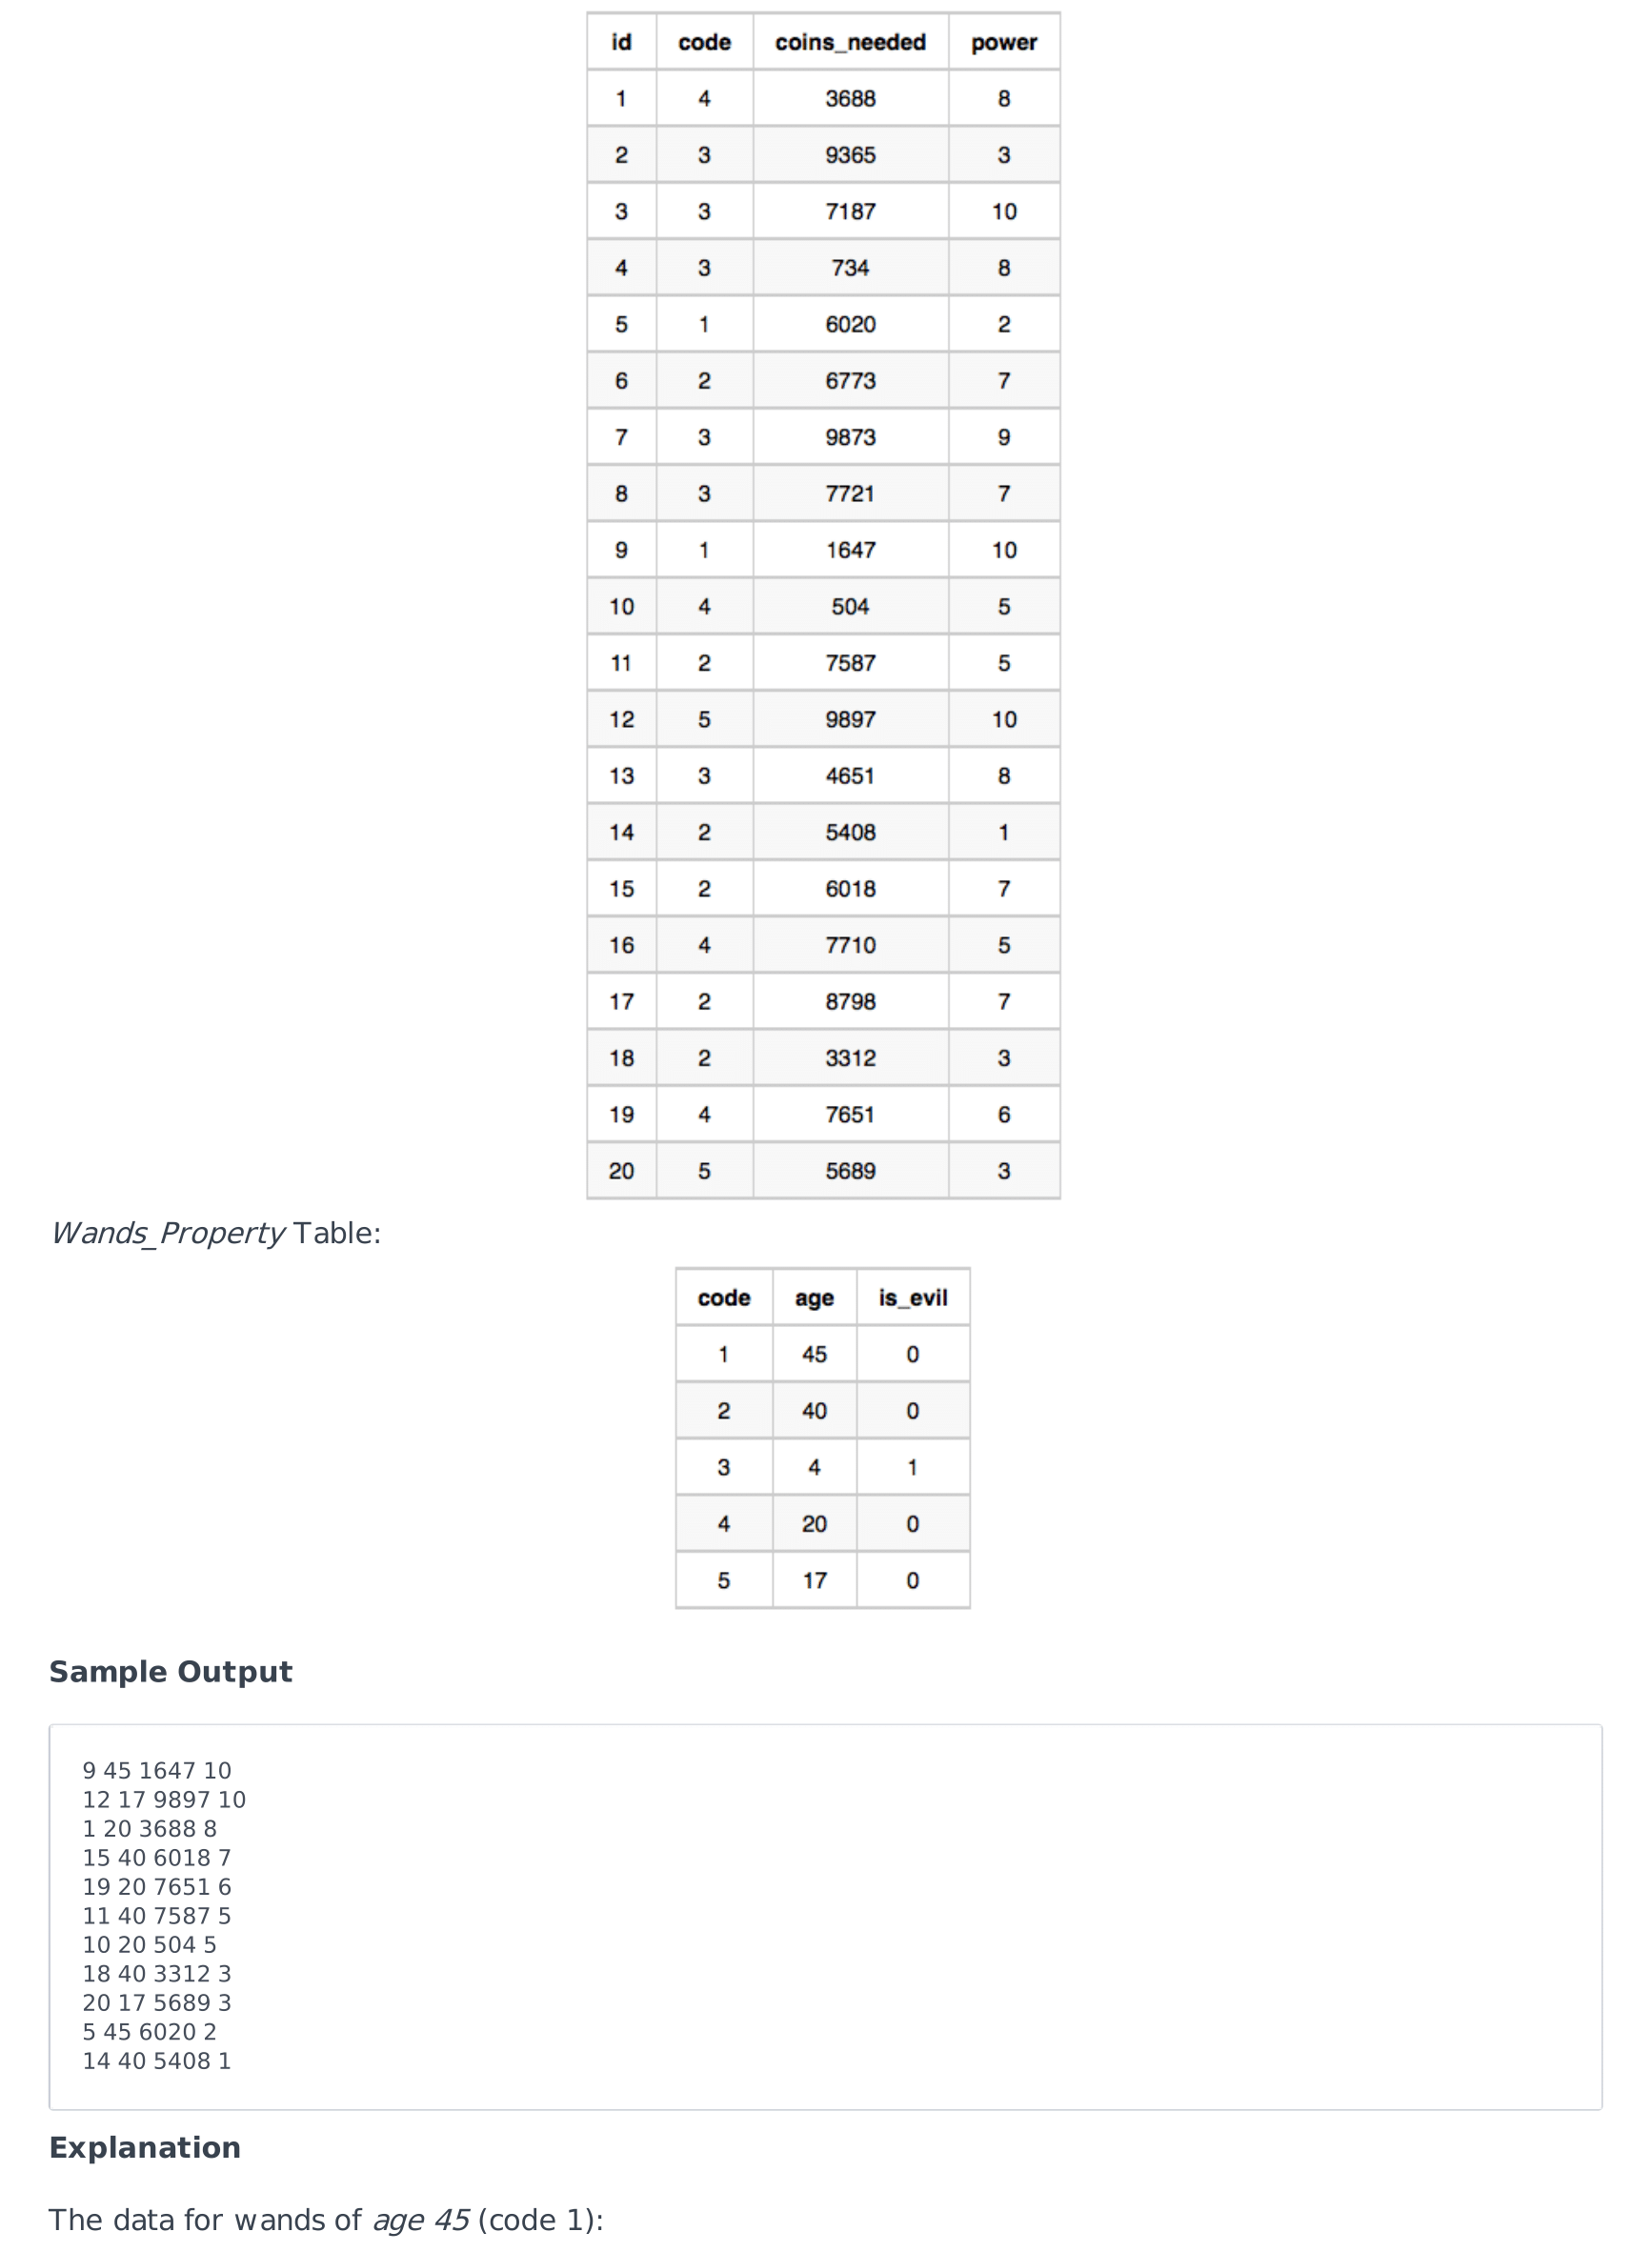 id code coins_needed power
1 4 3688 8
2 3 9365 3
3 3 7187 10
4 3 734 8
5 1 6020 2
6 2 6773 7
7 3 9873 9
8 3 7721 7
9 1 1647 10
10 4 504 5
11 2 7587 5
12 5 9897 10
13 3 4651 8
14 2 5408 1
15 2 6018 7
16 4 7710 5
17 2 8798 7
18 2 3312 3
19 4 7651 6
20 5 5689 3
Wands_Property Table:
code age is_evil
1 45 0
2 40 0
3 4 1
4 20 0
5 17 0
Sample Output
9 45 1647 10
12 17 9897 10
1 20 3688 8
15 40 6018 7
19 20 7651 6
11 40 7587 5
10 20 504 5
18 40 3312 3
20 17 5689 3
5 45 6020 2
14 40 5408 1
Explanation
The data for wands of age 45 (code 1):